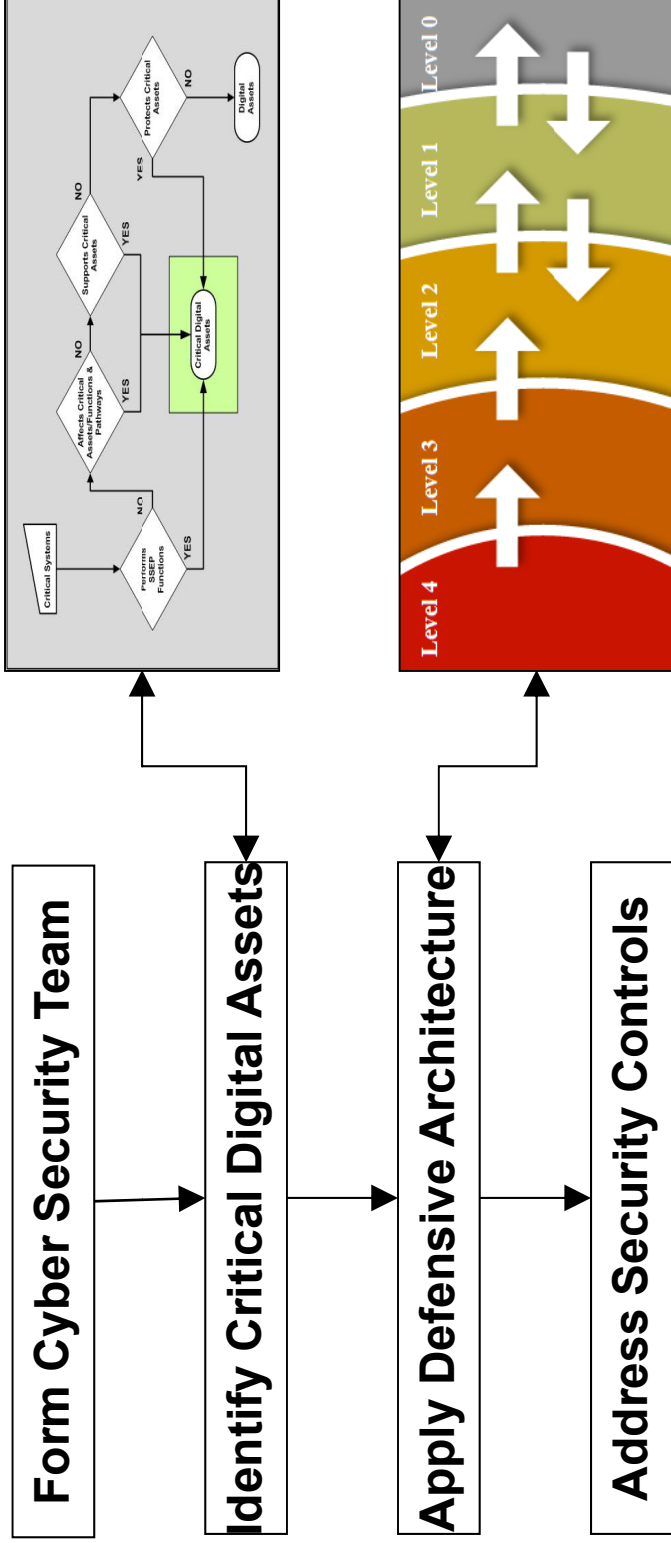 Form Cyber Security Team
Identify Critical Digital Assets
Apply Defensive Architecture
Address Security Controls
Critical Systems
Performs
SSEP
Functions
NO
YES
Affects Critical
Assets/Functions &
Pathways
NO
YES
Supports Critical
Assets
NO
YES
Protects Critical
Assets
YES
NO
Critical Digital
Assets
Digital
Assets
Level 4
Level 3
Level 2
Level 1
Level 0